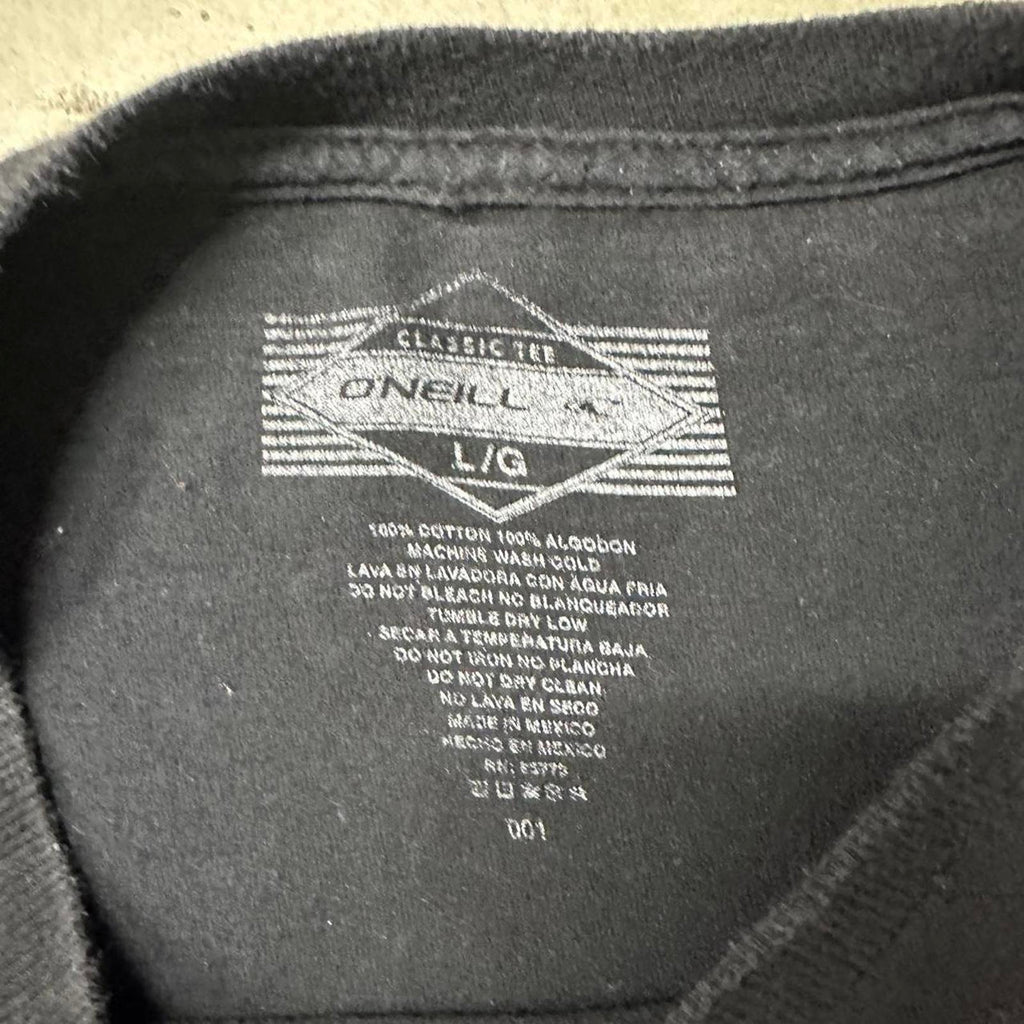 CLASSIC TEE
O'NEILL
L/G
100% COTTON 100% ALGODON
MACHINE WASH COLD
LAVA EN LAVADORA CON AGUA FRIA
DO NOT BLEACH NO BLANQUEADOR
TUMBLE DRY LOW
SECAR A TEMPERATURA BAJA
DO NOT IRON NO PLANCHA
DO NOT DRY CLEAN
NO LAVA EN SECO
MADE IN MEXICO
HECHO EN MEXICO
RN:
001